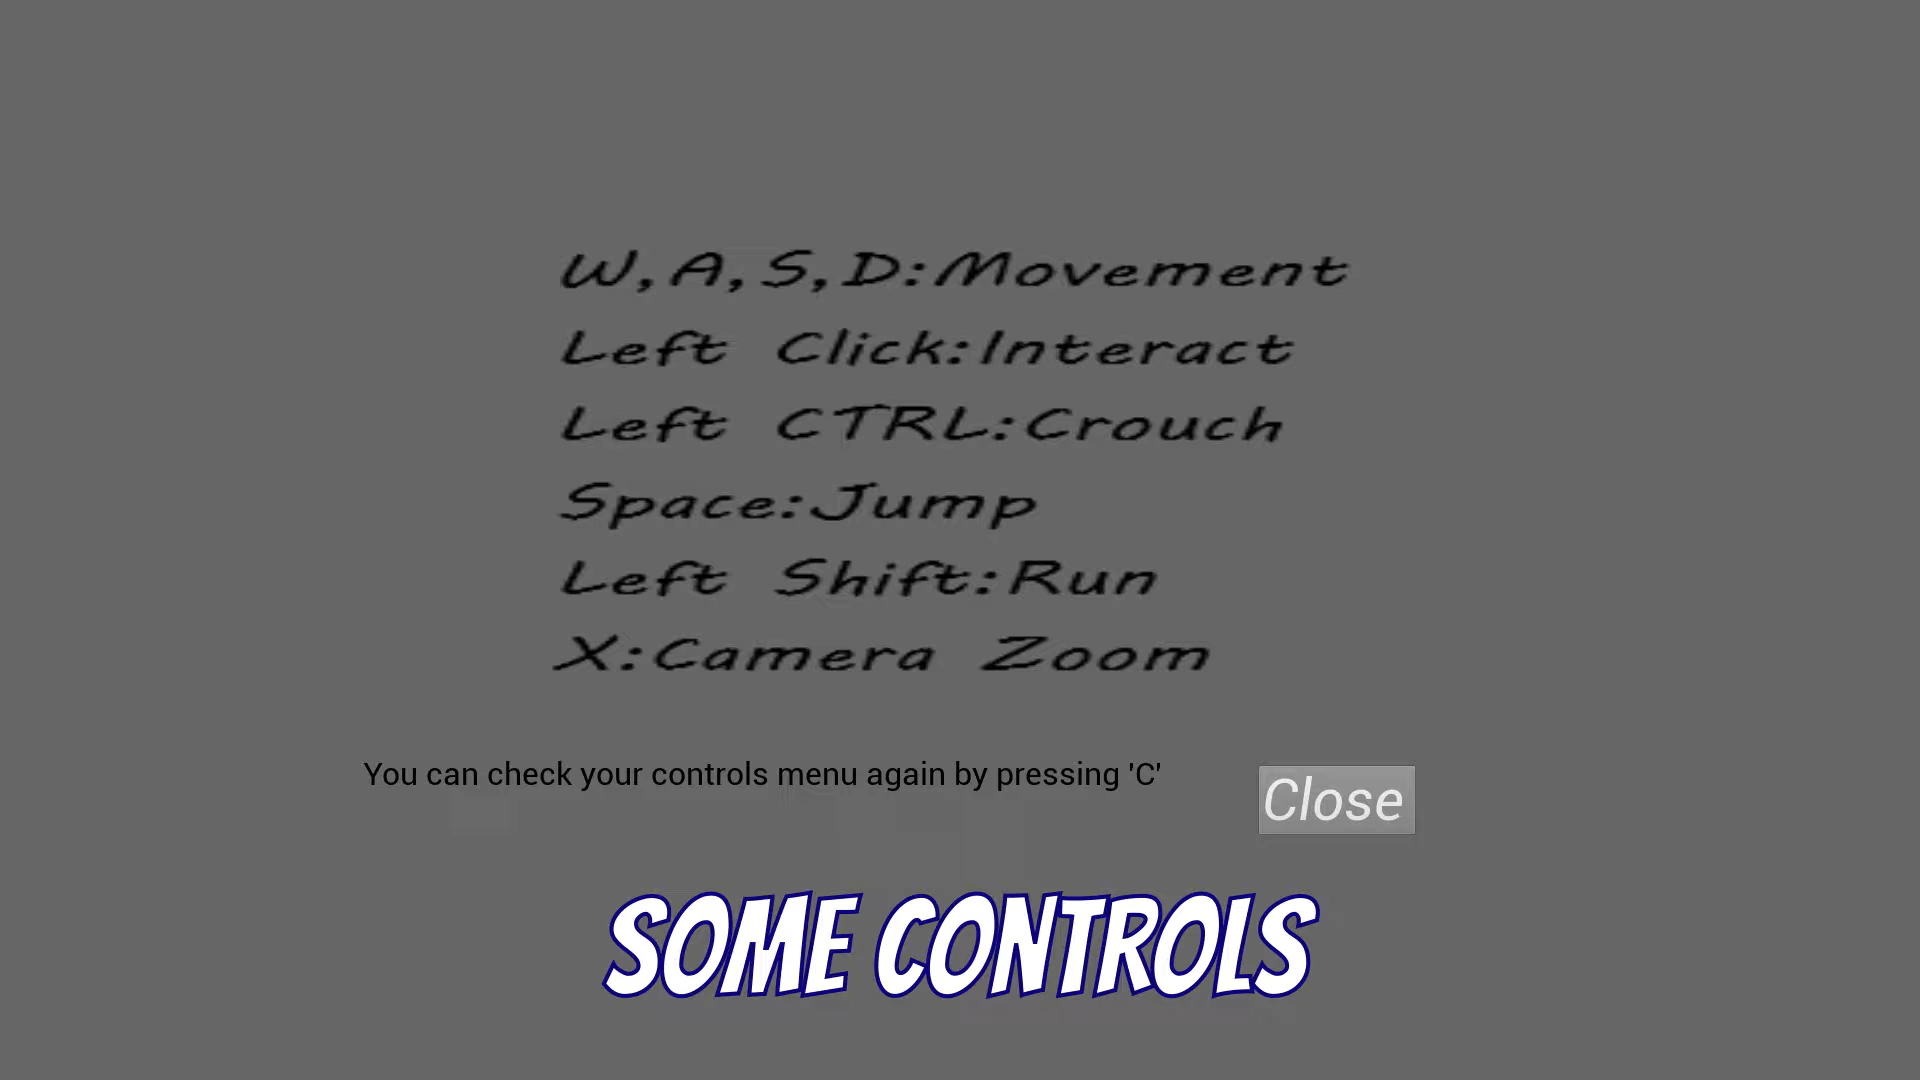 W,A,S,D:Movement
Left Click:Interact
Left CTRL:Crouch
Space:Jump
Left Shift:Run
X:Camera Zoom
You can check your controls menu again by pressing 'C'
Close
SOME CONTROLS